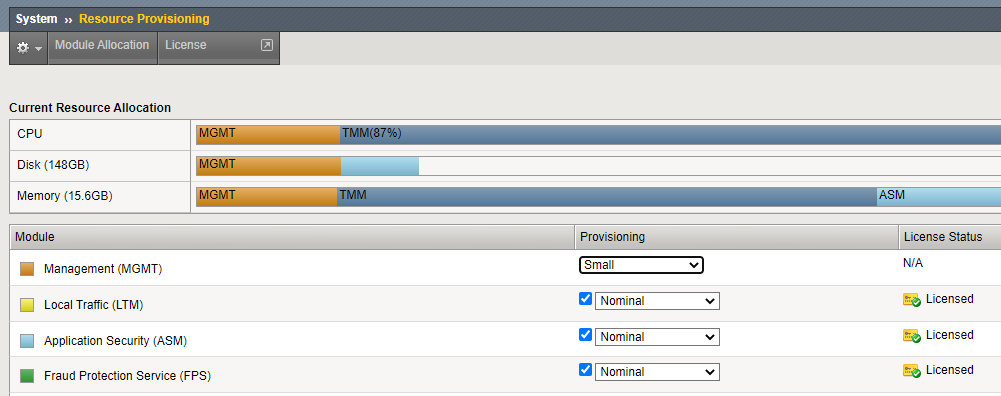 System ›› Resource Provisioning
Module Allocation License
Current Resource Allocation
CPU MGMT TMM(87%)
Disk (148GB) MGMT
Memory (15.6GB) MGMT TMM ASM
Module Provisioning License Status
Management (MGMT) Small N/A
Local Traffic (LTM) Nominal Licensed
Application Security (ASM) Nominal Licensed
Fraud Protection Service (FPS) Nominal Licensed